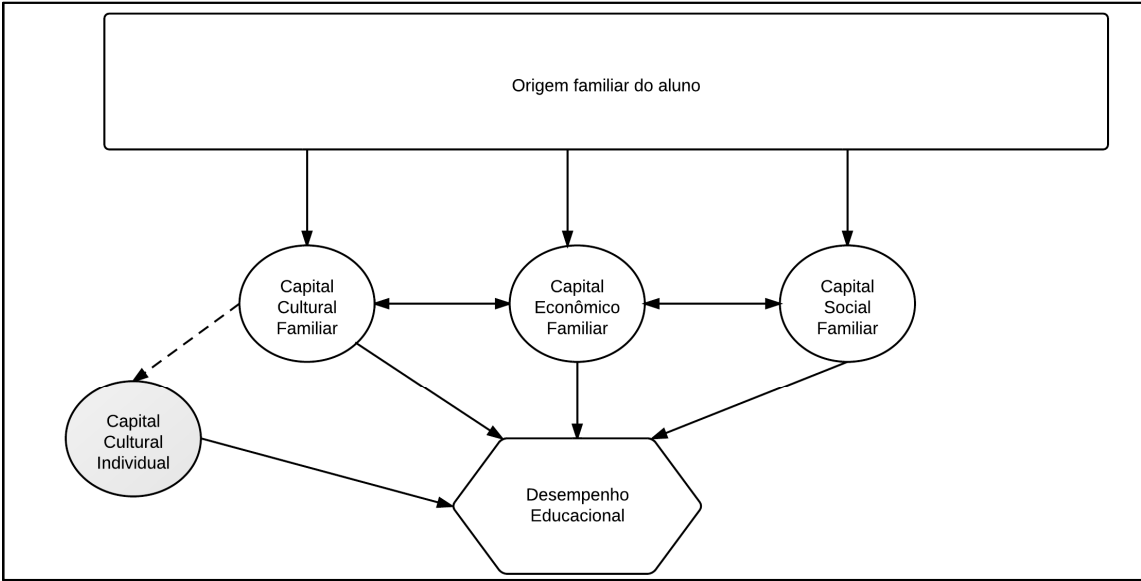 Origem familiar do aluno
Capital
Cultural
Familiar
Capital
Econômico
Familiar
Capital
Social
Familiar
Capital
Cultural
Individual
Desempenho
Educacional